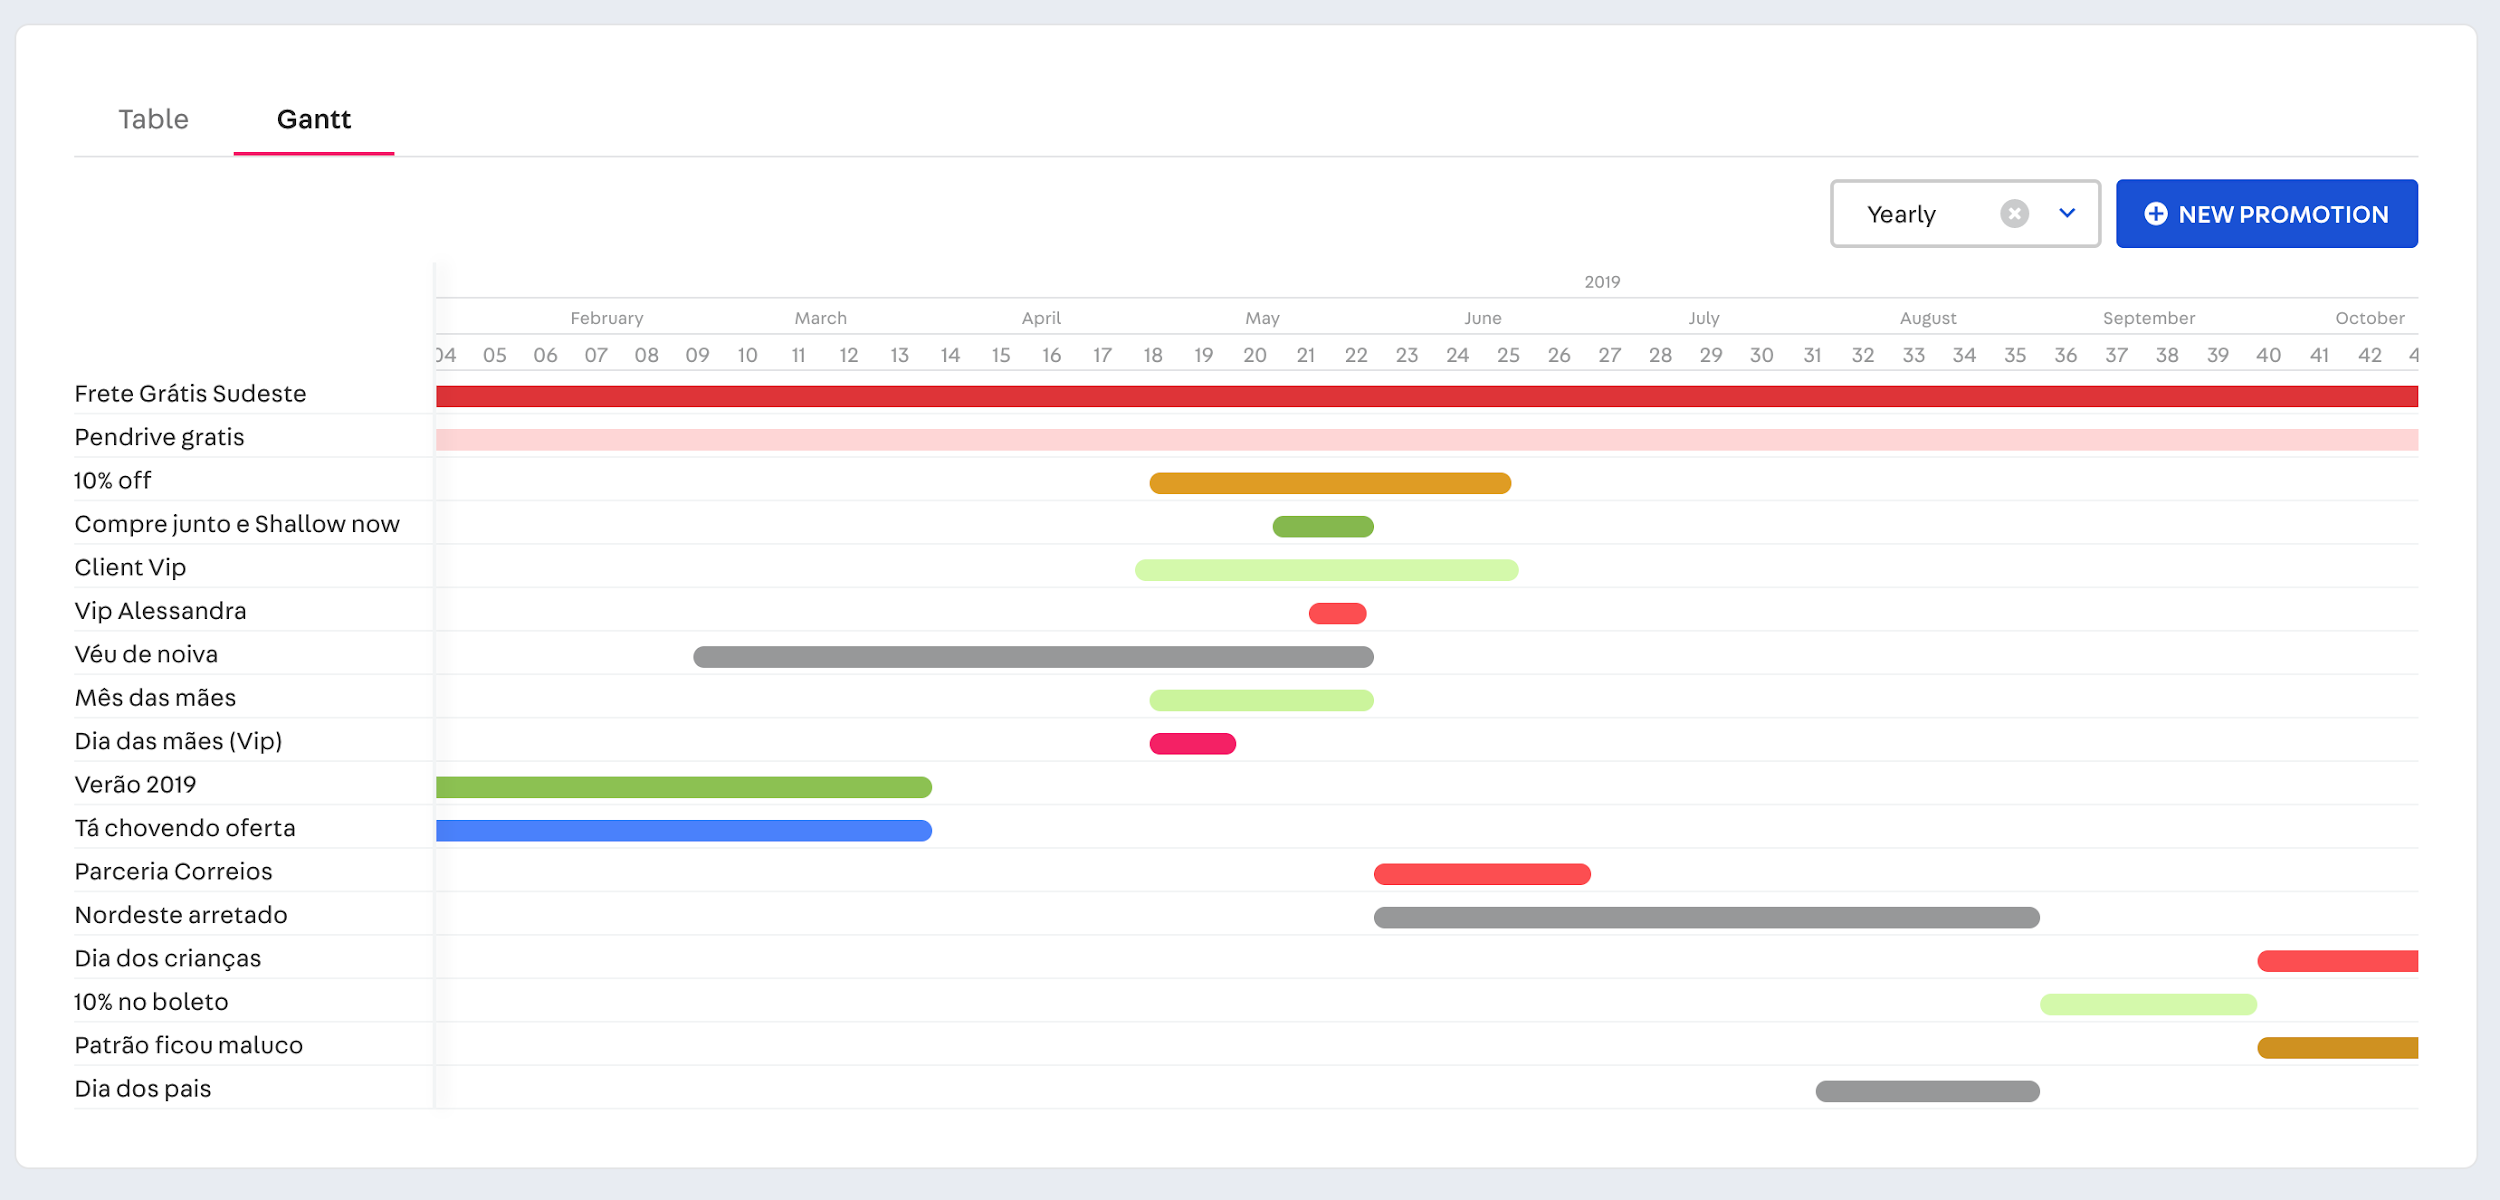 Table Gantt
Yearly NEW PROMOTION
2019
February March April May June July August September October
04 05 06 07 08 09 10 11 12 13 14 15 16 17 18 19 20 21 22 23 24 25 26 27 28 29 30 31 32 33 34 35 36 37 38 39 40 41 42 4
Frete Grátis Sudeste
Pendrive gratis
10% off
Compre junto e Shallow now
Client Vip
Vip Alessandra
Véu de noiva
Mês das mães
Dia das mães (Vip)
Verão 2019
Tá chovendo oferta
Parceria Correios
Nordeste arretado
Dia dos crianças
10% no boleto
Patrão ficou maluco
Dia dos pais